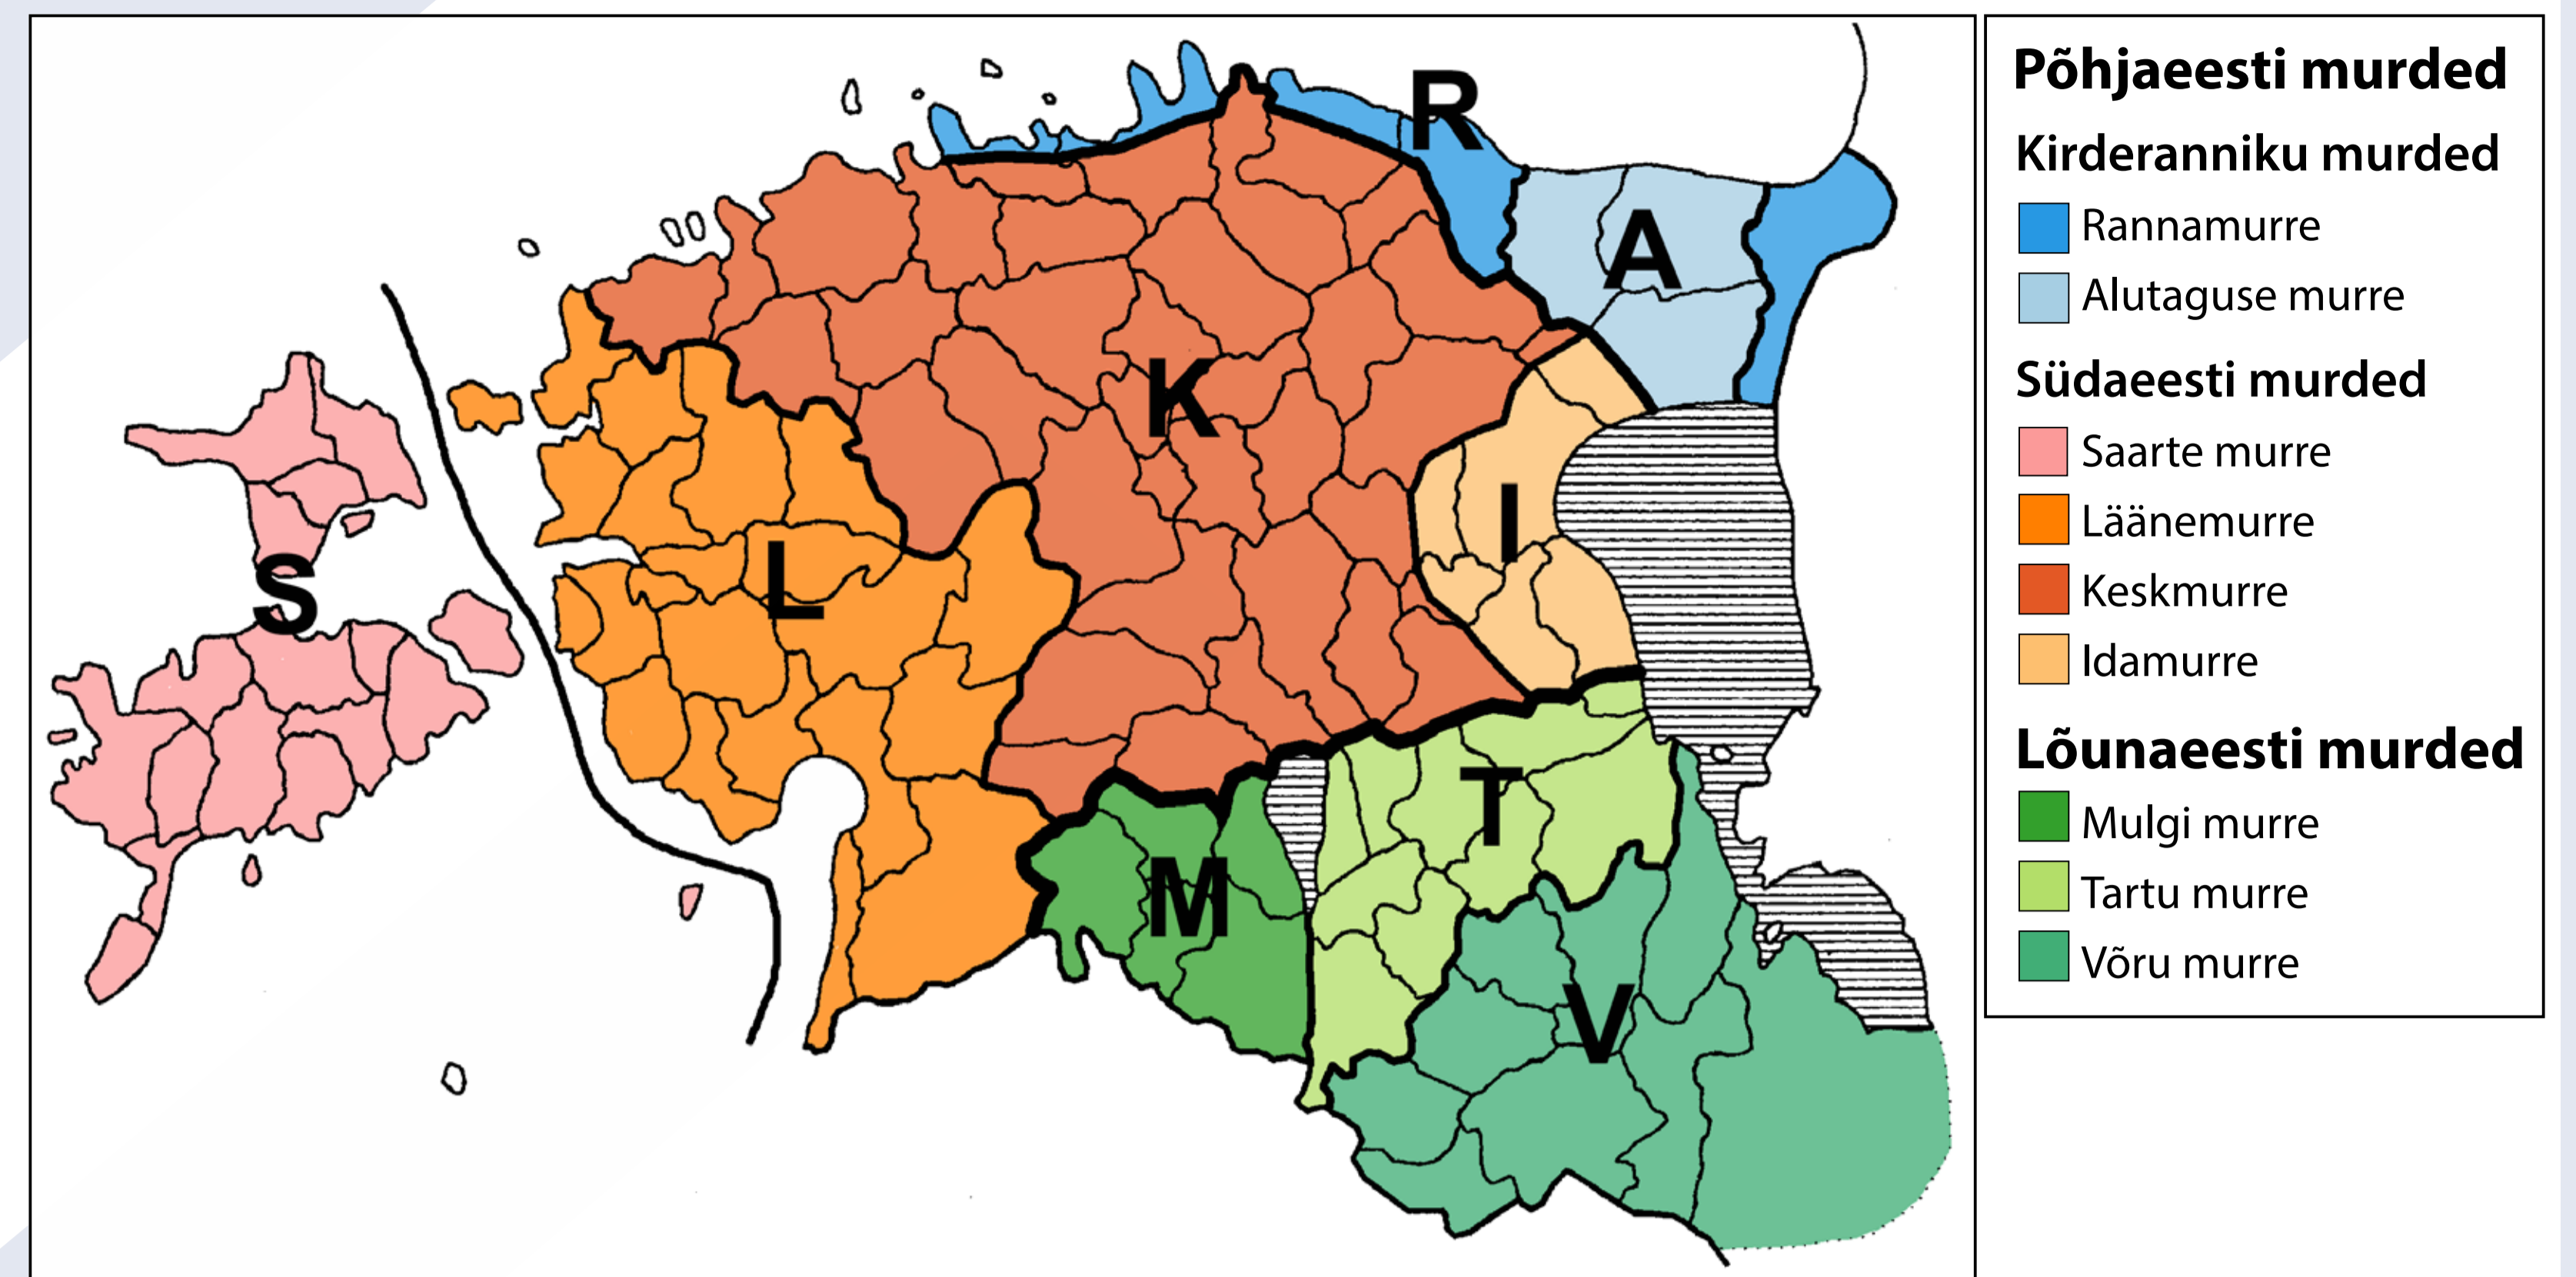 R
A
K
I
L
S
T
M
V
Põhjaeesti murded
Kirderanniku murded
Rannamurre
Alutaguse murre
Südaeesti murded
Saarte murre
Läänemurre
Keskmurre
Idamurre
Lõunaeesti murded
Mulgi murre
Tartu murre
Võru murre